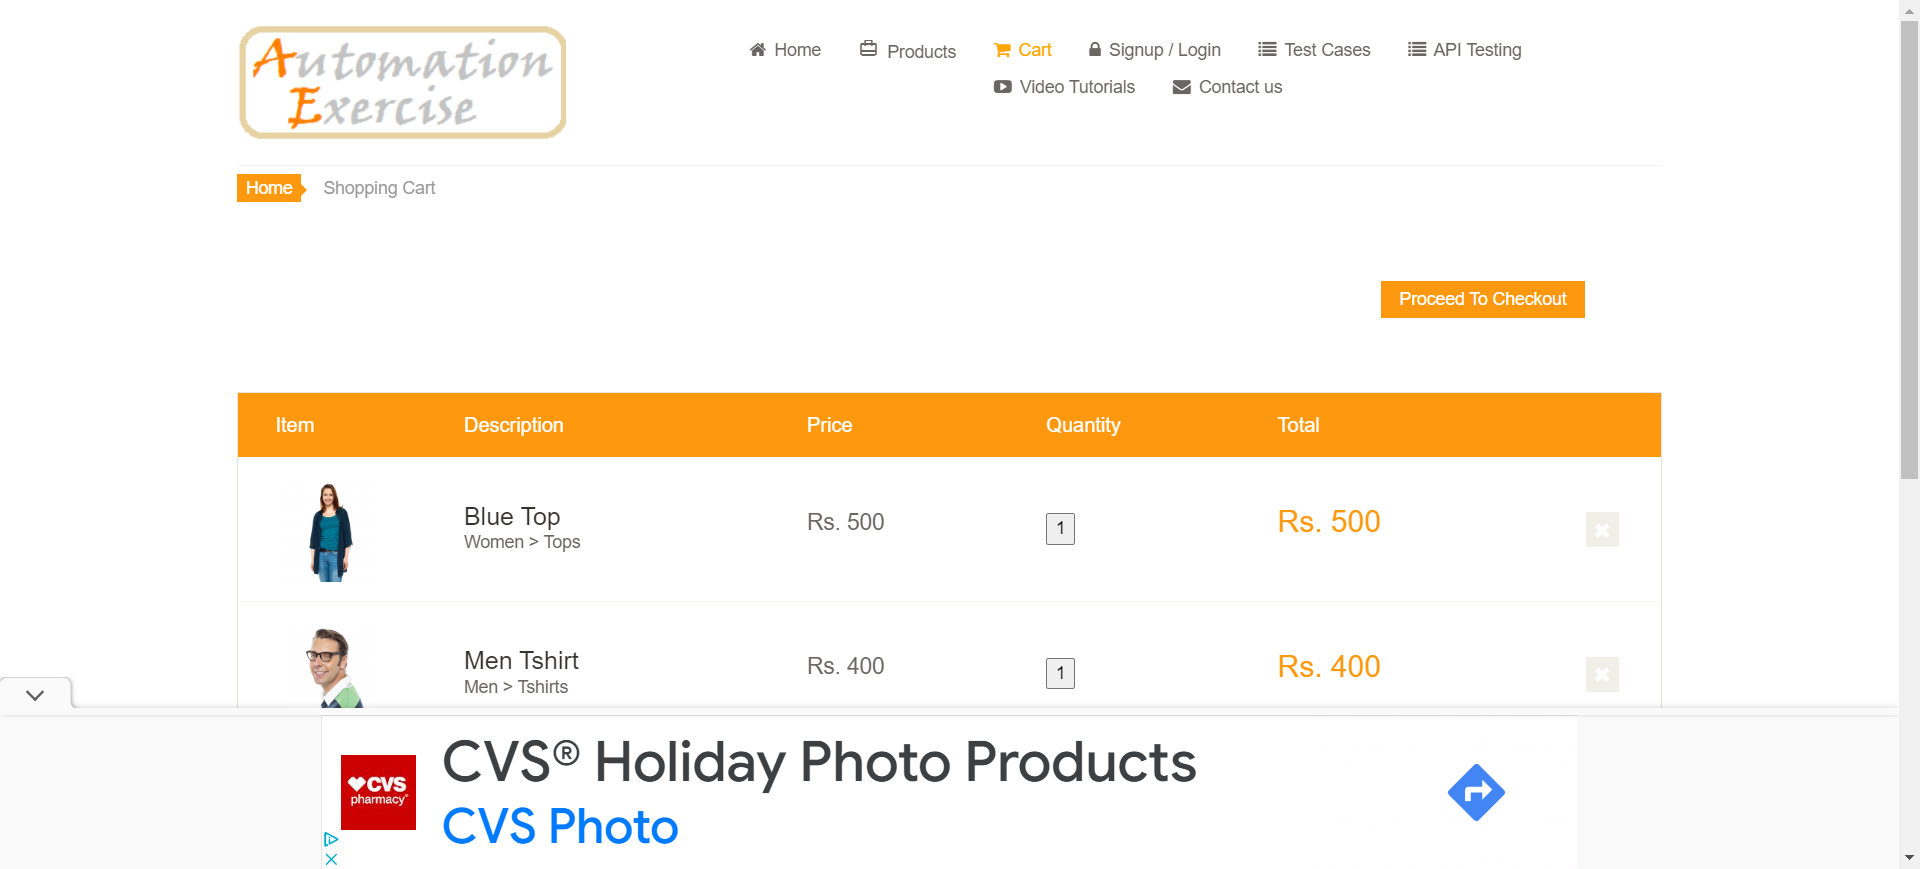 Automation
Exercise
Home
Products
Cart
Signup / Login
Test Cases
API Testing
Video Tutorials
Contact us
Home
Shopping Cart
Proceed To Checkout
Item Description Price Quantity Total
Blue Top
Women > Tops
Rs. 500
1
Rs. 500
Men Tshirt
Men > Tshirts
Rs. 400
1
Rs. 400
CVS® Holiday Photo Products
CVS Photo
CVS
pharmacy®